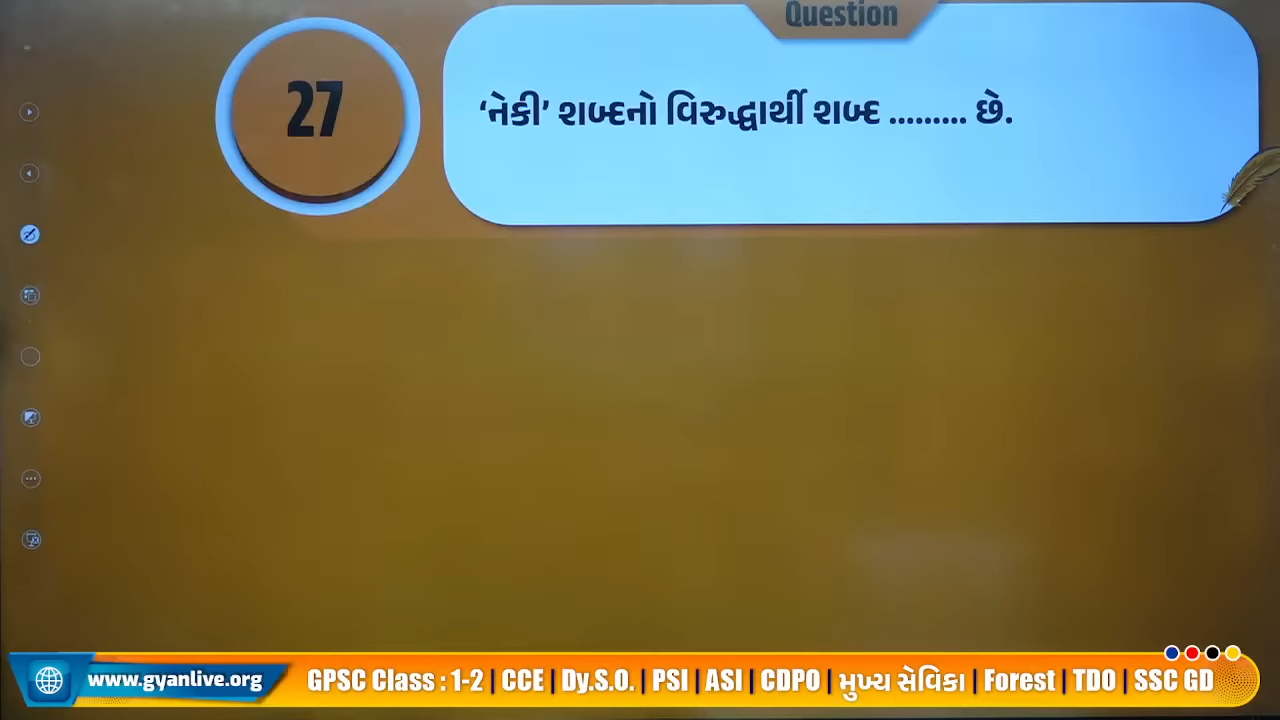 Question
27
‘નેકી’ શબ્દનો વિરુદ્ધાર્થી શબ્દ ......... છે.
www.gyanlive.org
GPSC Class : 1-2 | CCE | Dy.S.O. | PSI | ASI | CDPO | મુખ્ય સેવિકા | Forest | TDO | SSC GD